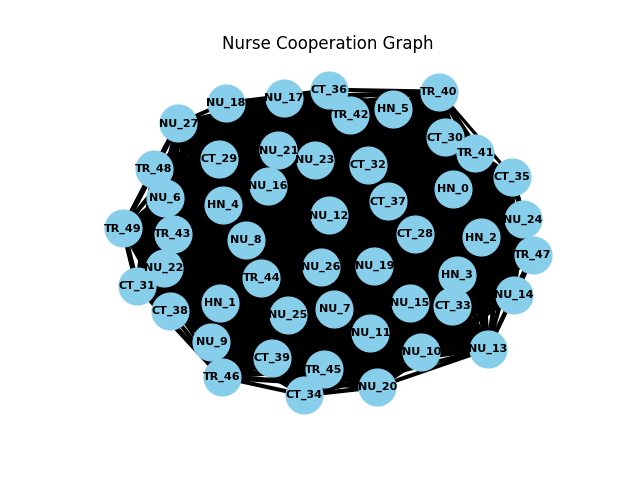 Nurse Cooperation Graph
CT_36
TR_40
NU_17
NU_18
HN_5
TR_42
NU_27
CT_30
NU_21
TR_41
CT_29
NU_23
CT_32
TR_48
CT_35
NU_16
HN_0
NU_6
CT_37
HN_4
NU_12
NU_24
TR_49
TR_43
CT_28
HN_2
NU_8
TR_47
NU_22
NU_26
NU_19
HN_3
TR_44
CT_31
NU_14
HN_1
NU_15
CT_33
CT_38
NU_7
NU_25
NU_11
NU_9
NU_13
NU_10
CT_39
TR_45
TR_46
NU_20
CT_34